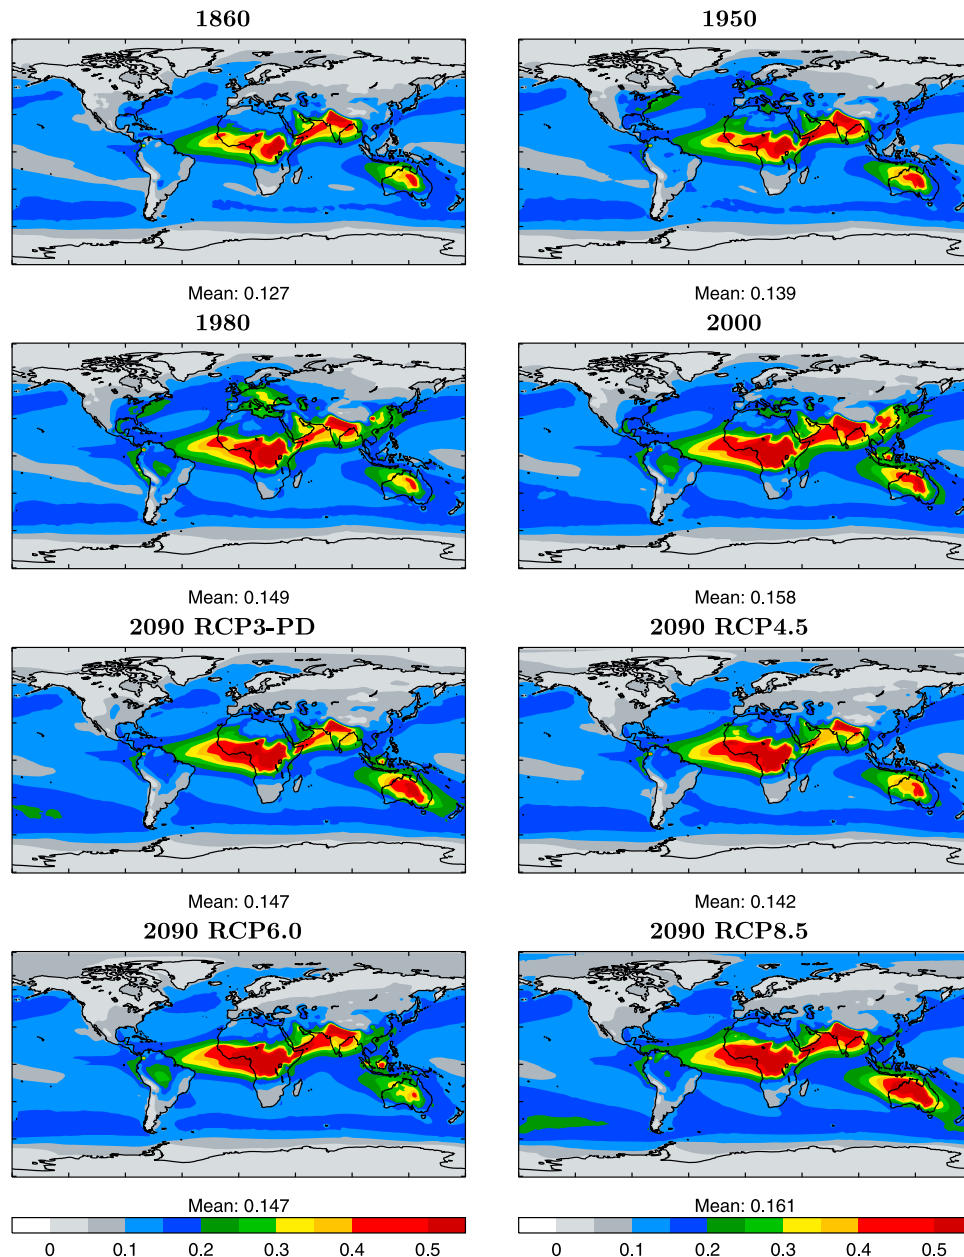 1860 1950
Mean: 0.127 Mean: 0.139
1980 2000
Mean: 0.149 Mean: 0.158
2090 RCP3-PD 2090 RCP4.5
Mean: 0.147 Mean: 0.142
2090 RCP6.0 2090 RCP8.5
Mean: 0.147 Mean: 0.161
0 0.1 0.2 0.3 0.4 0.5 0 0.1 0.2 0.3 0.4 0.5